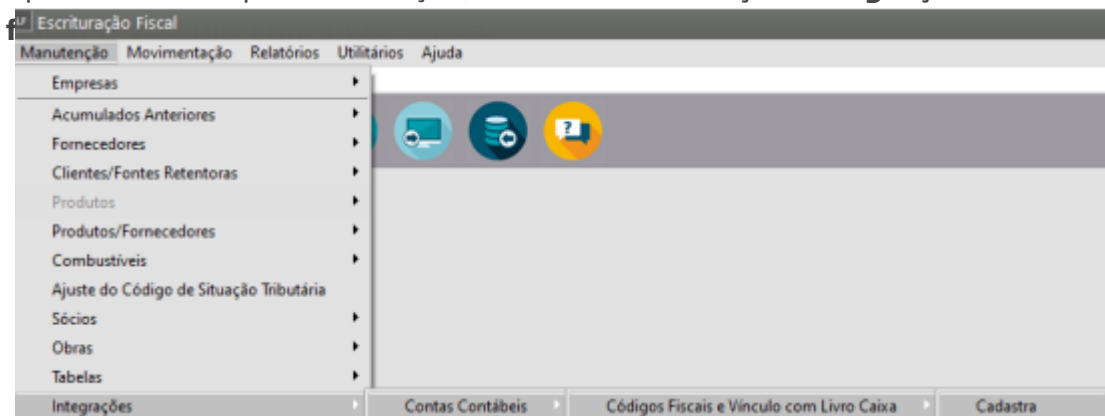 Escrituração Fiscal
Manutenção Movimentação Relatórios Utilitários Ajuda
Empresas
Acumulados Anteriores
Fornecedores
Clientes/Fontes Retentoras
Produtos
Produtos/Fornecedores
Combustíveis
Ajuste do Código de Situação Tributária
Sócios
Obras
Tabelas
Integrações Contas Contábeis Códigos Fiscais e Vínculo com Livro Caixa Cadastra